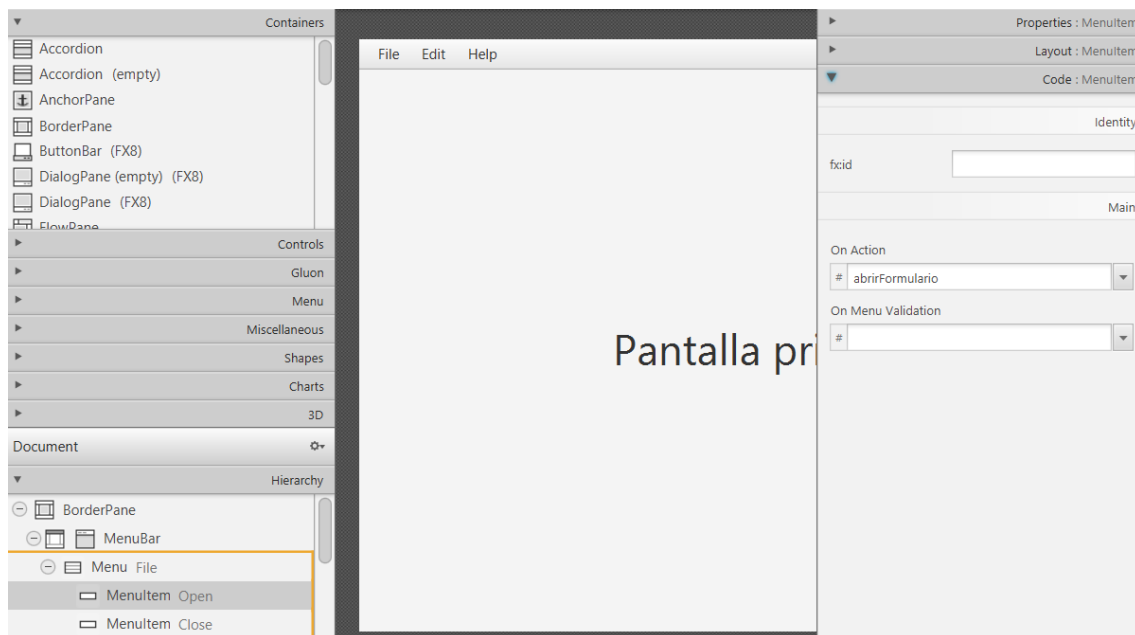 Containers
Accordion
Accordion (empty)
AnchorPane
BorderPane
ButtonBar (FX8)
DialogPane (empty) (FX8)
DialogPane (FX8)
FlowPane
Controls
Gluon
Menu
Miscellaneous
Shapes
Charts
3D
Document
Hierarchy
BorderPane
MenuBar
Menu File
MenuItem Open
MenuItem Close
File Edit Help
Pantalla pri
Properties : MenuItem
Layout : MenuItem
Code : MenuItem
Identity
fx:id
Main
On Action
# abrirFormulario
On Menu Validation
#